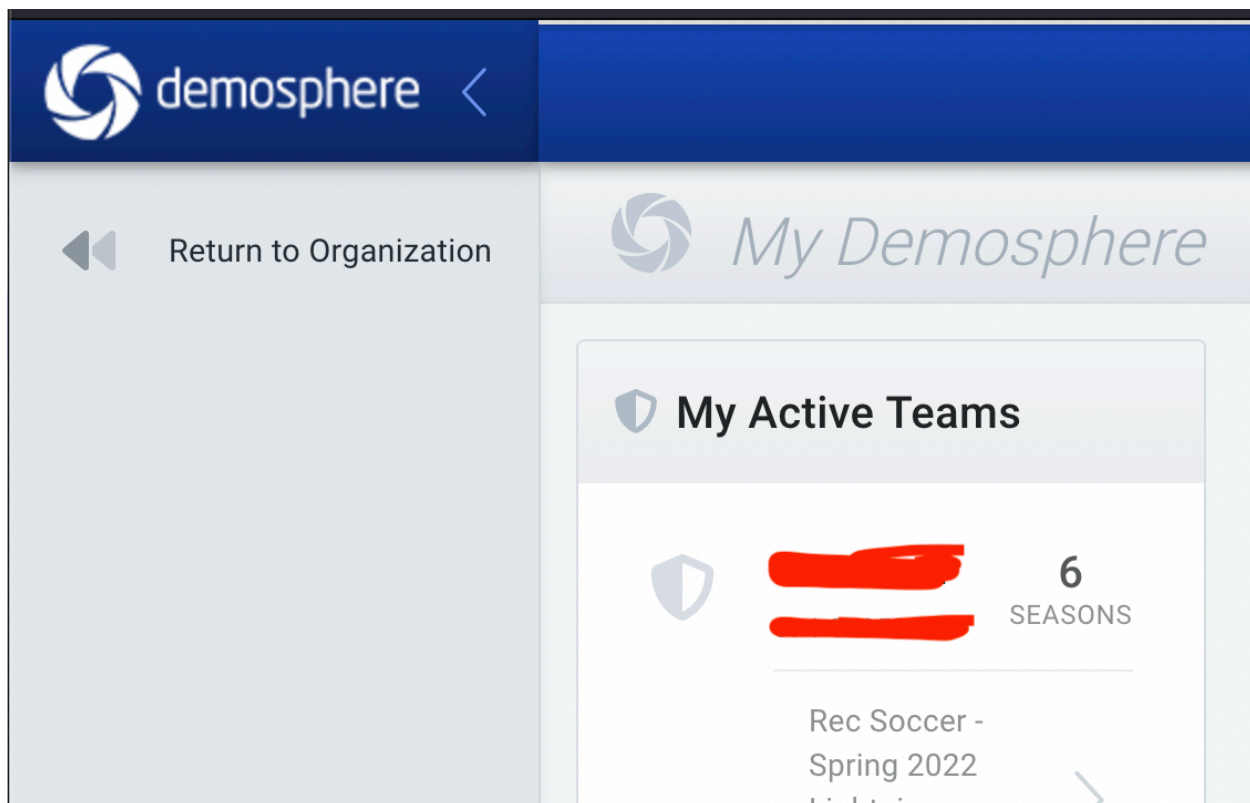 demosphere
Return to Organization
My Demosphere
My Active Teams
6
SEASONS
Rec Soccer -
Spring 2022